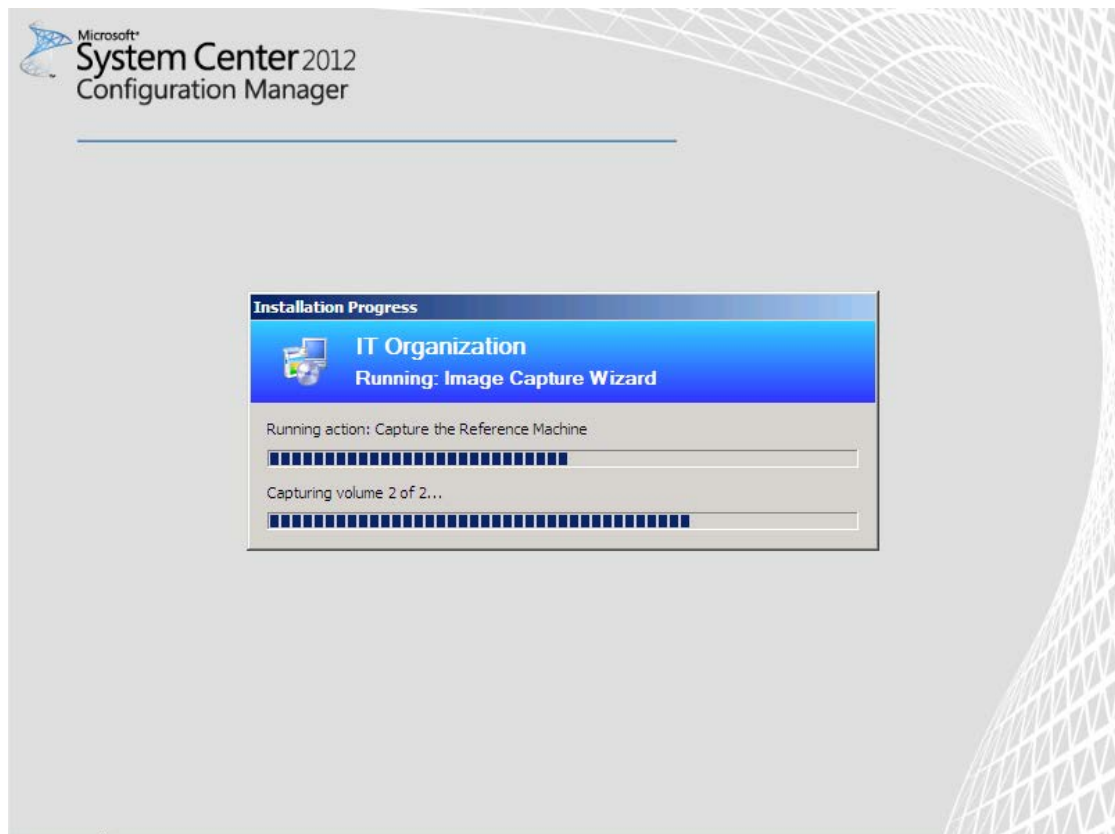 Microsoft®
System Center 2012
Configuration Manager
Installation Progress
IT Organization
Running: Image Capture Wizard
Running action: Capture the Reference Machine
Capturing volume 2 of 2...